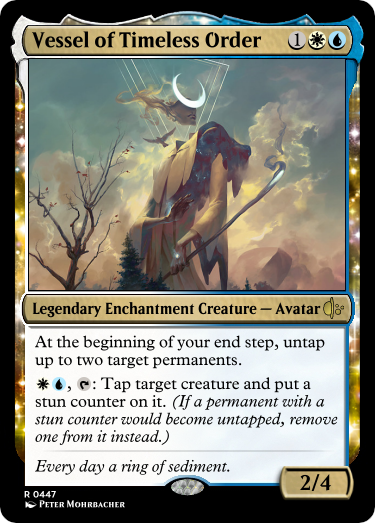 Vessel of Timeless Order 1
Legendary Enchantment Creature — Avatar
At the beginning of your end step, untap
up to two target permanents.
, : Tap target creature and put a
stun counter on it. (If a permanent with a
stun counter would become untapped, remove
one from it instead.)
Every day a ring of sediment.
2/4
R 0447
Peter Mohrbacher